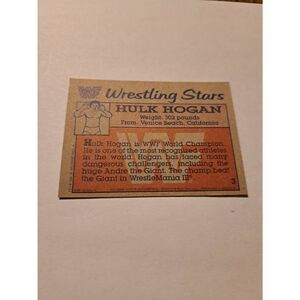 Wrestling Stars
HULK HOGAN
Weight: 302 pounds
From: Venice Beach, California
Hulk Hogan is WWF World Champion.
He is one of the most recognized athletes
in the world. Hogan has faced many
dangerous challengers, including the
huge Andre the Giant. The champ beat
the Giant in WrestleMania III®.
3